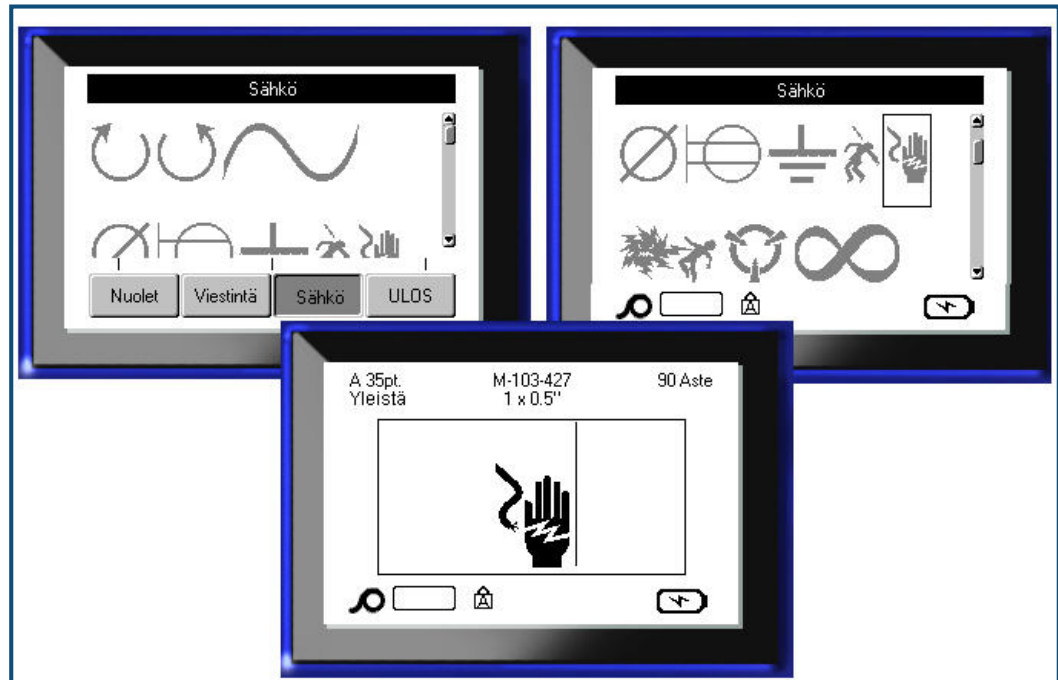 Sähkö
Nuolet
Viestintä
Sähkö
ULOS
Sähkö
A
A 35pt.
M-103-427
90 Aste
Yleistä
1 x 0.5"
A